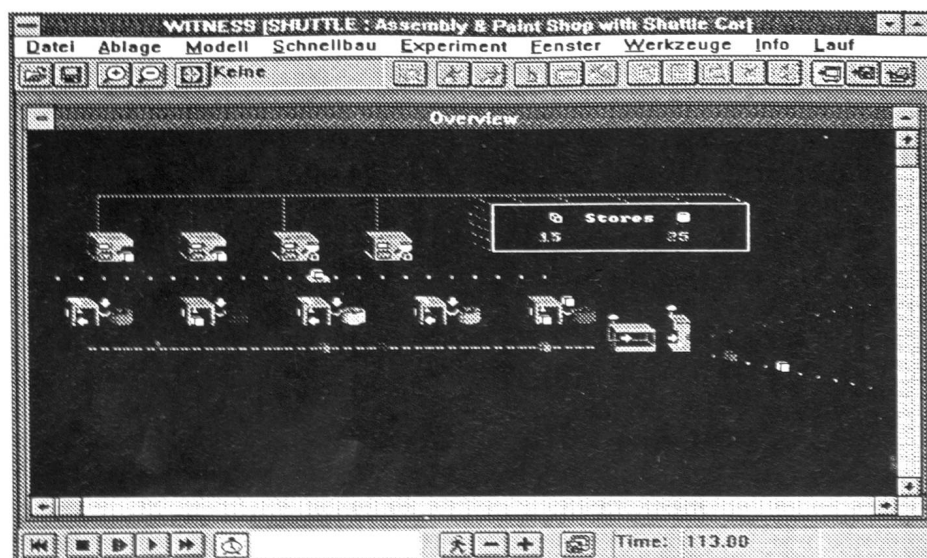 WITNESS [SHUTTLE : Assembly & Paint Shop with Shuttle Car]
Datei Ablage Modell Schnellbau Experiment Fenster Werkzeuge Info Lauf
Keine
Overview
Stores
15 25
Time: 113.00